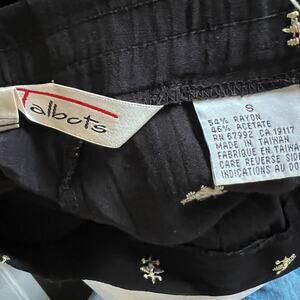 Talbots
S
54% RAYON
46% ACETATE
RN 67992 CA 19117
MADE IN TAIWAN
FABRIQUE EN TAIWAN
CARE REVERSE SIDE
INDICATIONS AU DO